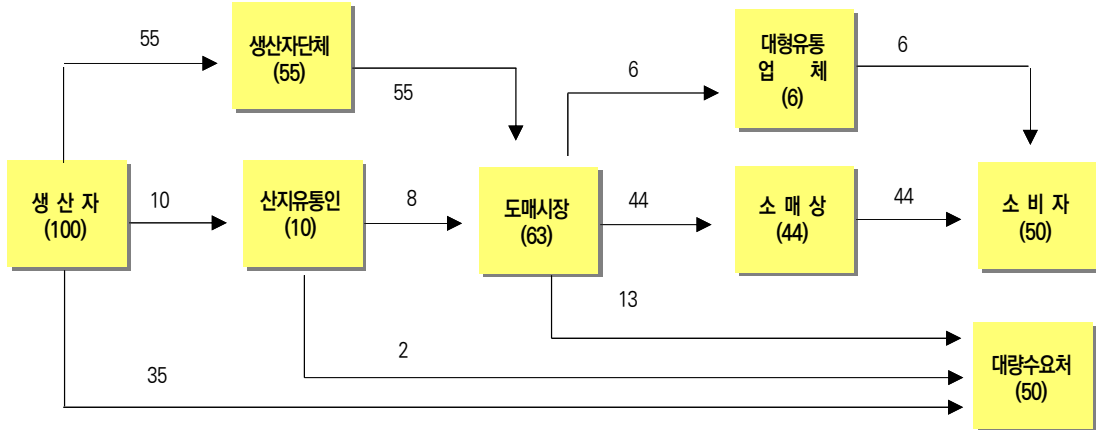 55
생산자단체
(55)
55
6
대형유통
업 체
(6)
6
생 산 자
(100)
10
산지유통인
(10)
8
도매시장
(63)
44
소 매 상
(44)
44
소 비 자
(50)
13
2
35
대량수요처
(50)